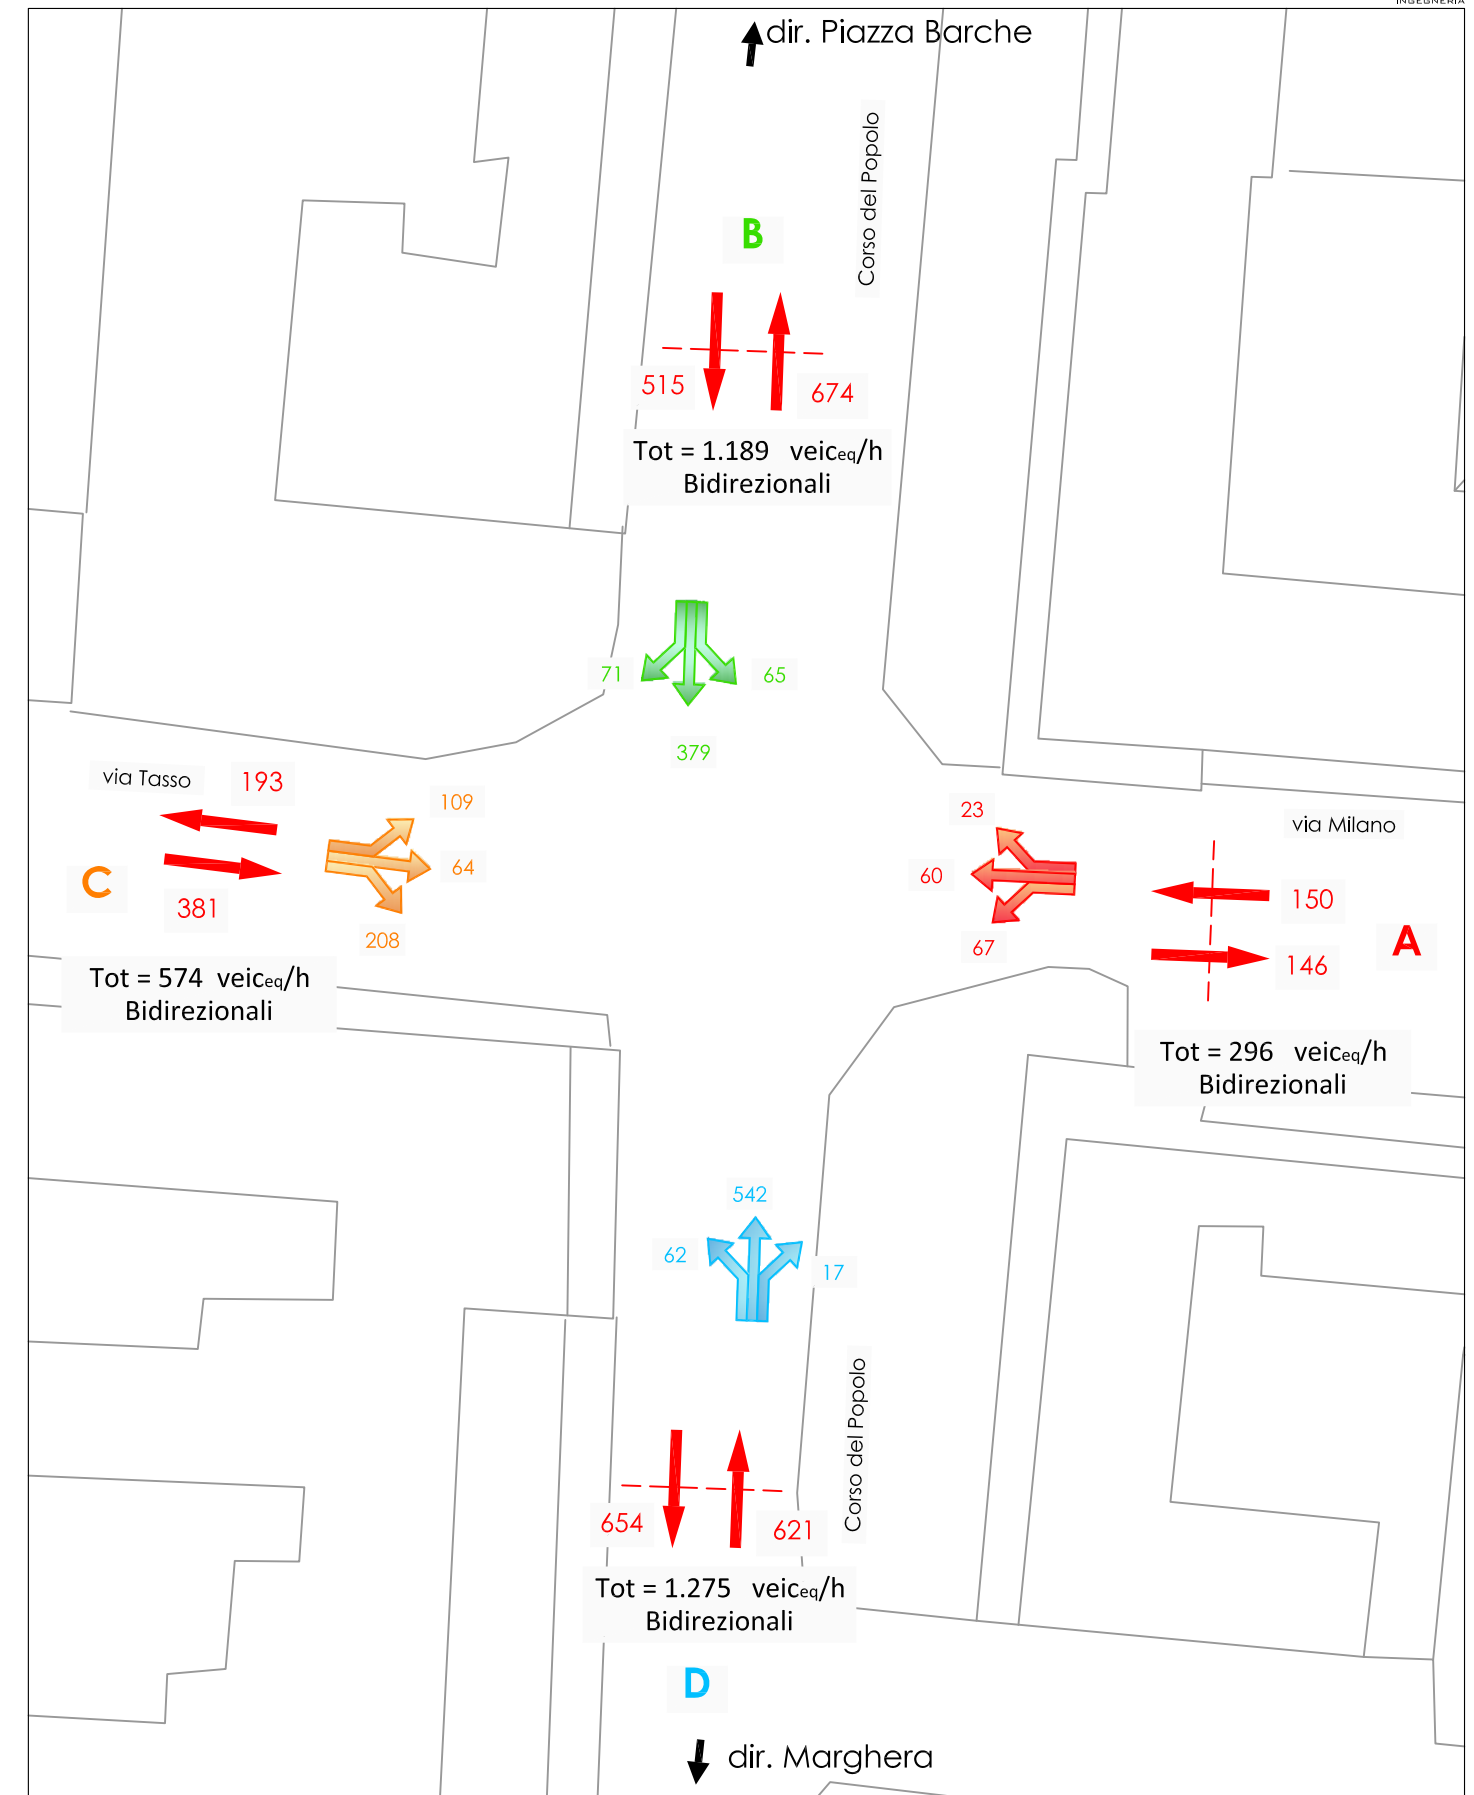 INGEGNERIA
dir. Piazza Barche
Corso del Popolo
B
515
674
Tot = 1.189 veiceq/h
Bidirezionali
71
65
379
via Tasso
193
109
64
C
381
208
Tot = 574 veiceq/h
Bidirezionali
23
60
67
via Milano
150
A
146
Tot = 296 veiceq/h
Bidirezionali
542
62
17
Corso del Popolo
654
621
Tot = 1.275 veiceq/h
Bidirezionali
D
dir. Marghera